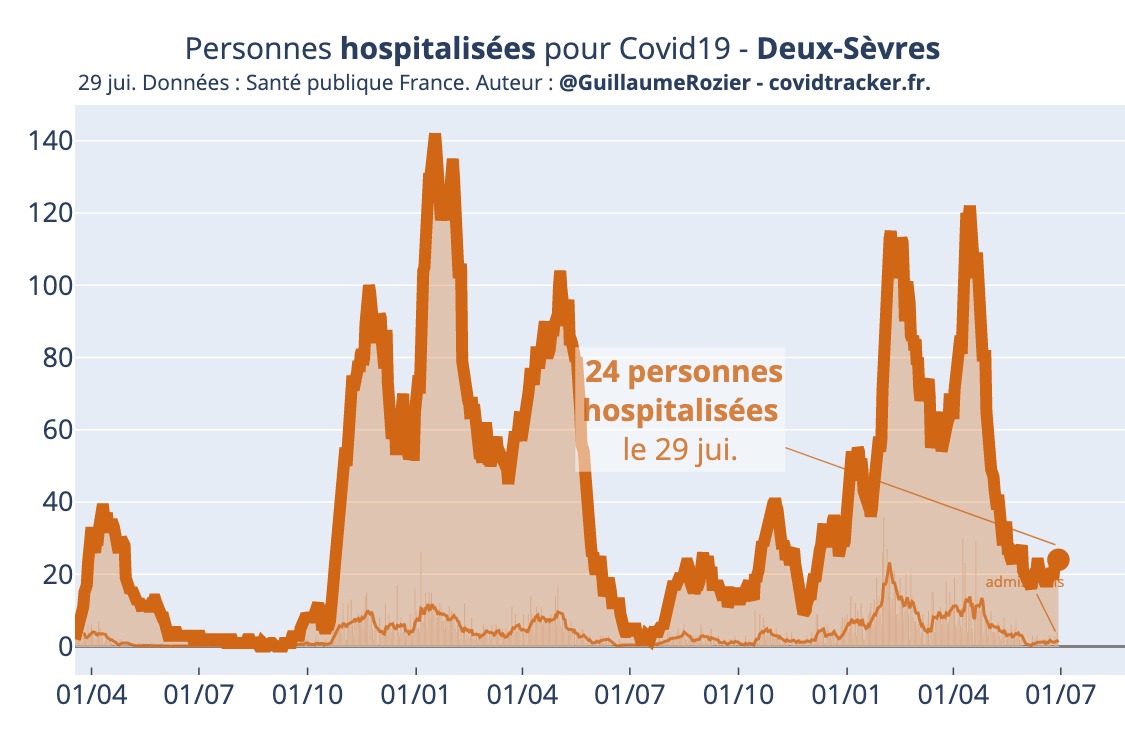 Personnes hospitalisées pour Covid19 - Deux-Sèvres
29 jui. Données : Santé publique France. Auteur : @GuillaumeRozier - covidtracker.fr.
140
120
100
80
60
40
20
0
24 personnes
hospitalisées
le 29 jui.
01/04 01/07 01/10 01/01 01/04 01/07 01/10 01/01 01/04 01/07